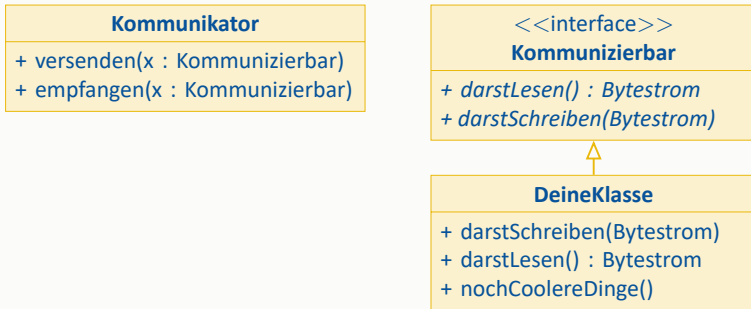 Kommunikator
+ versenden(x : Kommunizierbar)
+ empfangen(x : Kommunizierbar)
<<interface>>
Kommunizierbar
+ darstLesen() : Bytestrom
+ darstSchreiben(Bytestrom)
DeineKlasse
+ darstSchreiben(Bytestrom)
+ darstLesen() : Bytestrom
+ nochCoolereDinge()